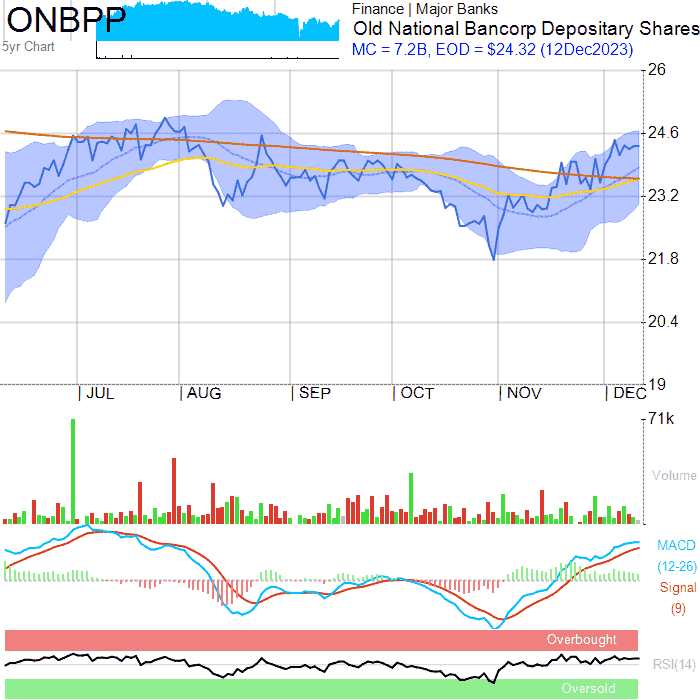 ONBPP
5yr Chart
Finance | Major Banks
Old National Bancorp Depositary Shares
MC = 7.2B, EOD = $24.32 (12Dec2023)
26
24.6
23.2
21.8
20.4
19
| JUL | AUG | SEP | OCT | NOV | DEC
71k
Volume
MACD
(12-26)
Signal
(9)
Overbought
RSI(14)
Oversold